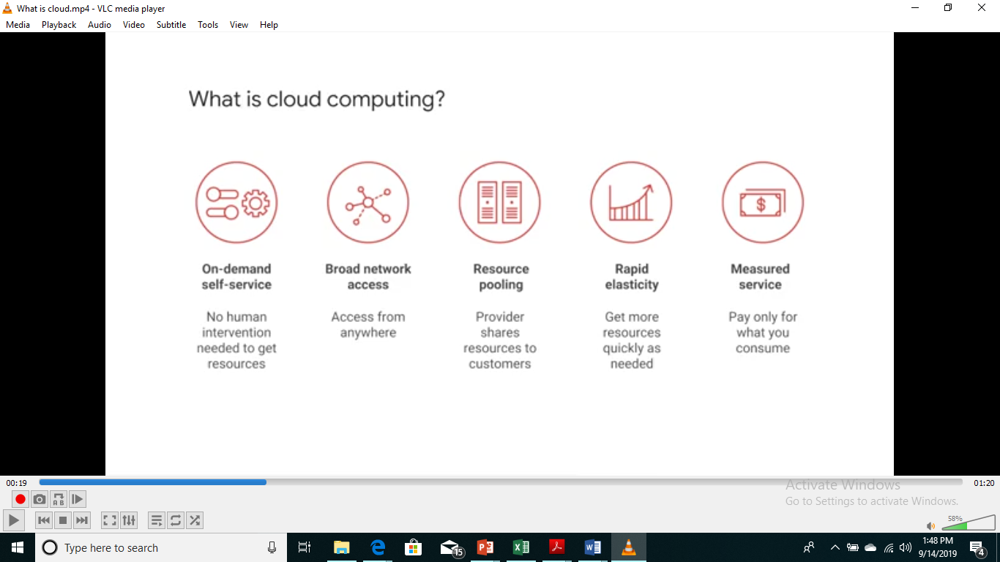 What is cloud.mp4 - VLC media player
Media Playback Audio Video Subtitle Tools View Help
What is cloud computing?
$
On-demand
self-service
No human
intervention
needed to get
resources
Broad network
access
Access from
anywhere
Resource
pooling
Provider
shares
resources to
customers
Rapid
elasticity
Get more
resources
quickly as
needed
Measured
service
Pay only for
what you
consume
00:19
01:20
Activate Windows
Go to Settings to activate Windows.
A B
58%
Type here to search
15
1:48 PM
9/14/2019
4